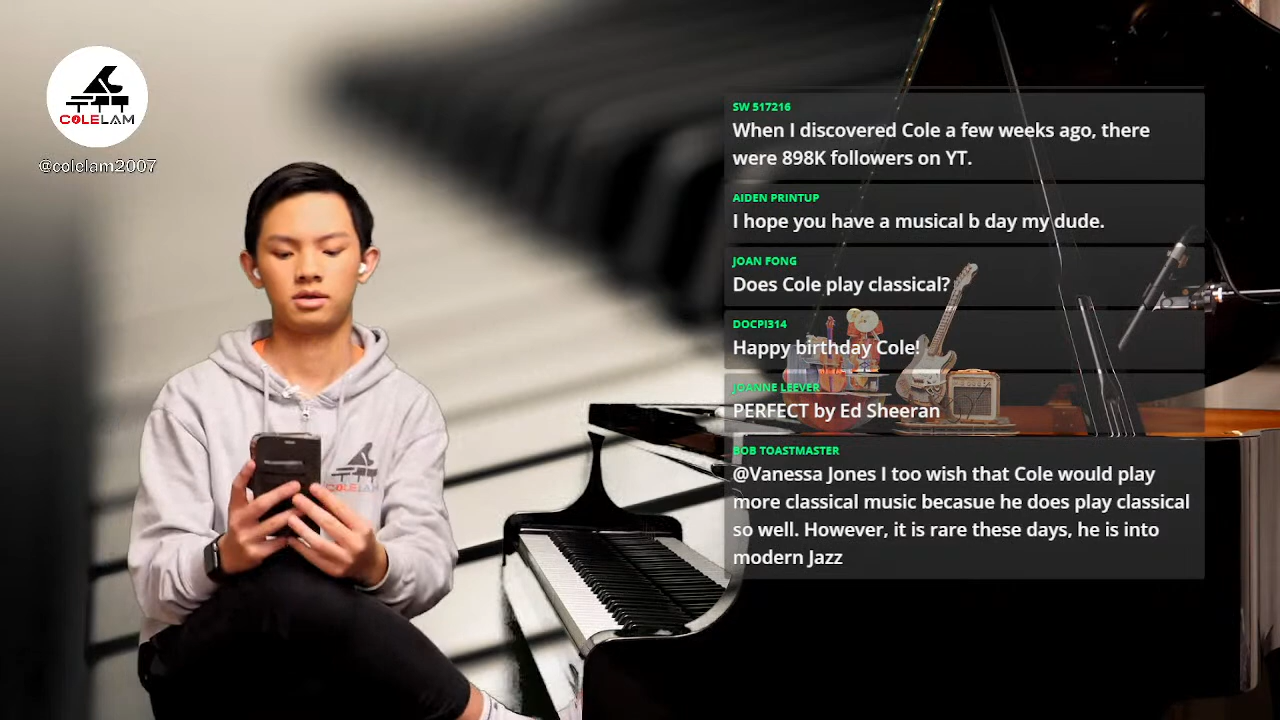 COLELAM
@colelam2007
SW 517216
When I discovered Cole a few weeks ago, there
were 898K followers on YT.
AIDEN PRINTUP
I hope you have a musical b day my dude.
JOAN FONG
Does Cole play classical?
DOCPI314
Happy birthday Cole!
JOANNE LEEVER
PERFECT by Ed Sheeran
BOB TOASTMASTER
@Vanessa Jones I too wish that Cole would play
more classical music becasue he does play classical
so well. However, it is rare these days, he is into
modern Jazz
COLELAM